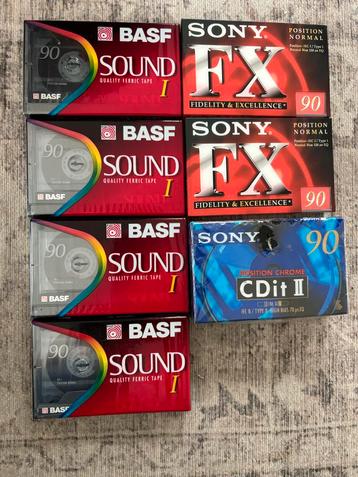 90
BASF
SOUND
QUALITY FERRIC TAPE
I
BASF
SONY
POSITION
NORMAL
FX
FIDELITY & EXCELLENCE
90
90
BASF
SOUND
QUALITY FERRIC TAPE
I
BASF
SONY
POSITION
NORMAL
FX
FIDELITY & EXCELLENCE
90
90
BASF
SOUND
QUALITY FERRIC TAPE
I
BASF
SONY
90
POSITION CHROME
CDit II
90
BASF
SOUND
QUALITY FERRIC TAPE
I
BASF